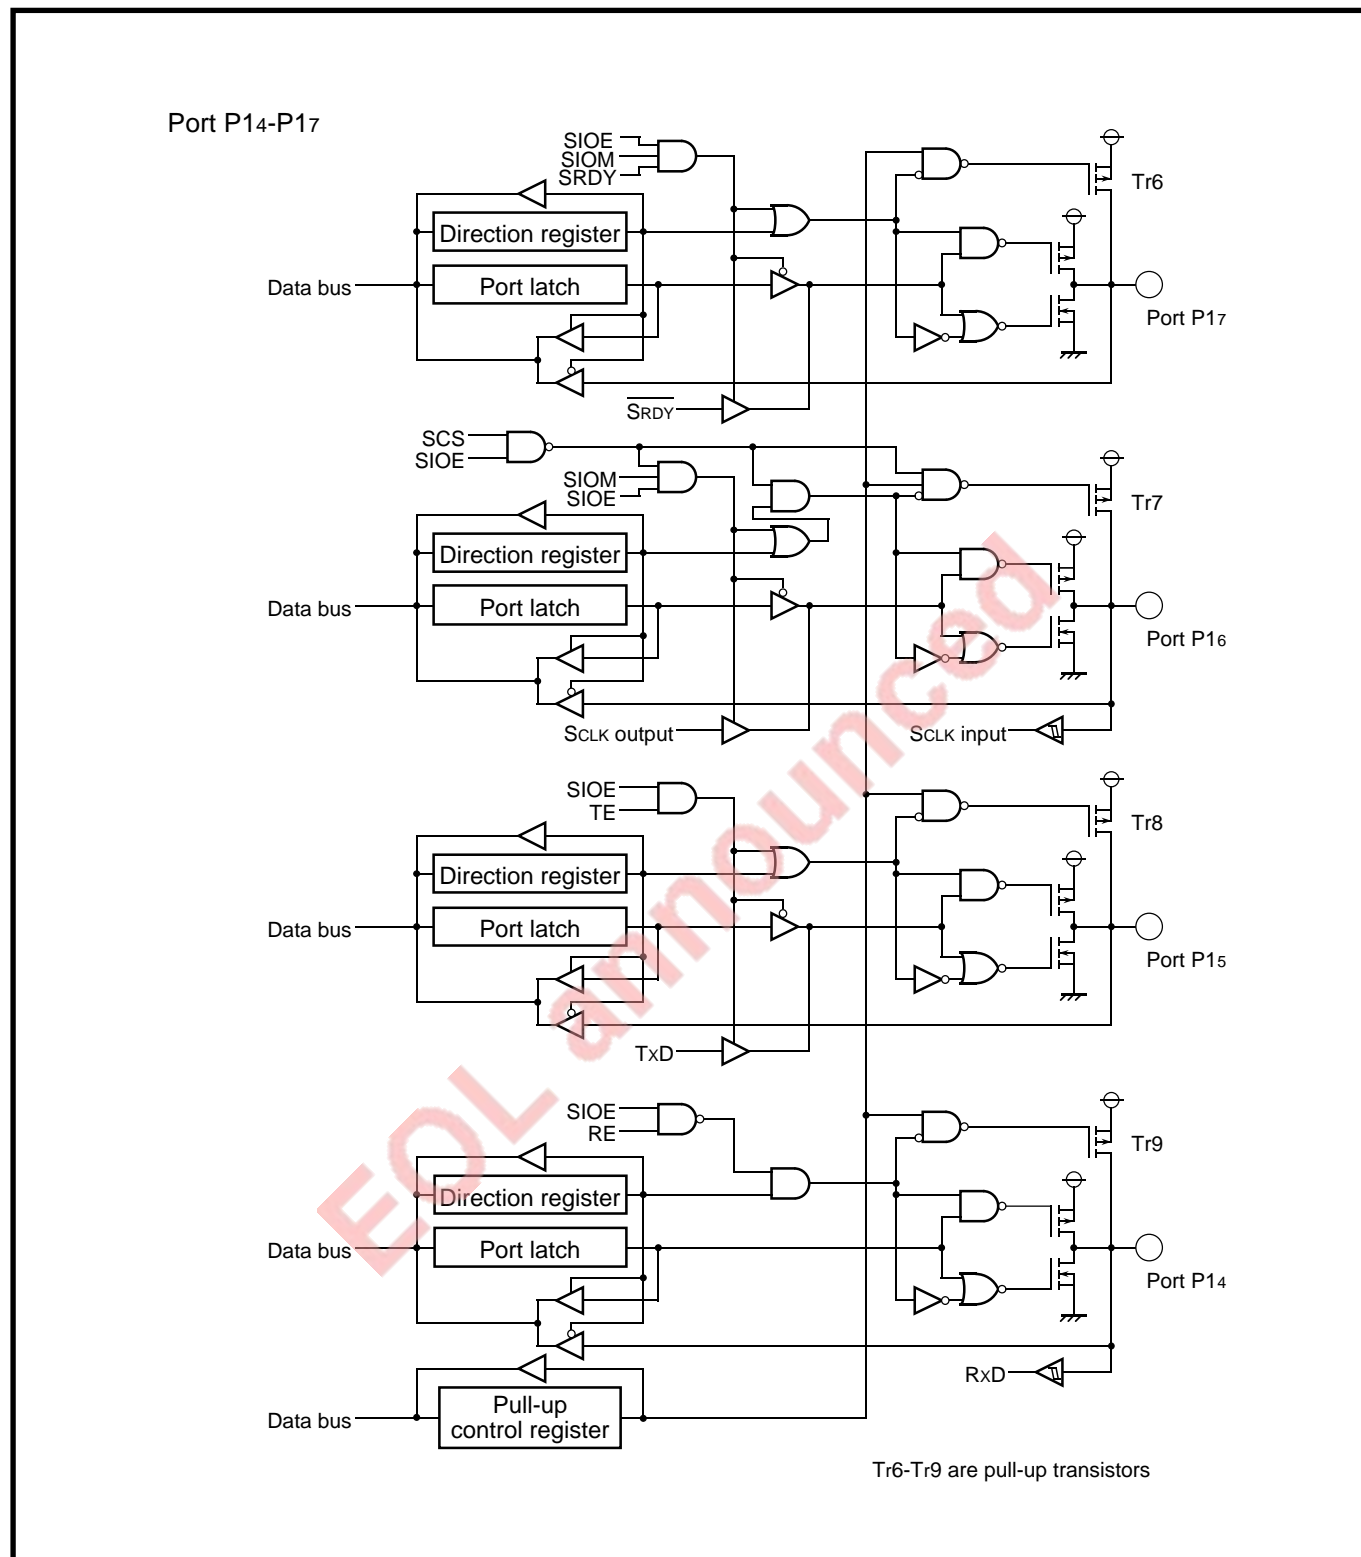 Port P14-P17
SIOE
SIOM
SRDY
Tr6
Direction register
Port latch
Data bus
Port P17
SRDY
SCS
SIOE
SIOM
SIOE
Tr7
Direction register
Port latch
Data bus
Port P16
SCLK output
SCLK input
SIOE
TE
Tr8
Direction register
Port latch
Data bus
Port P15
TxD
SIOE
RE
Tr9
Direction register
Port latch
Data bus
Port P14
RxD
Pull-up
control register
Data bus
Tr6-Tr9 are pull-up transistors
EOL announced